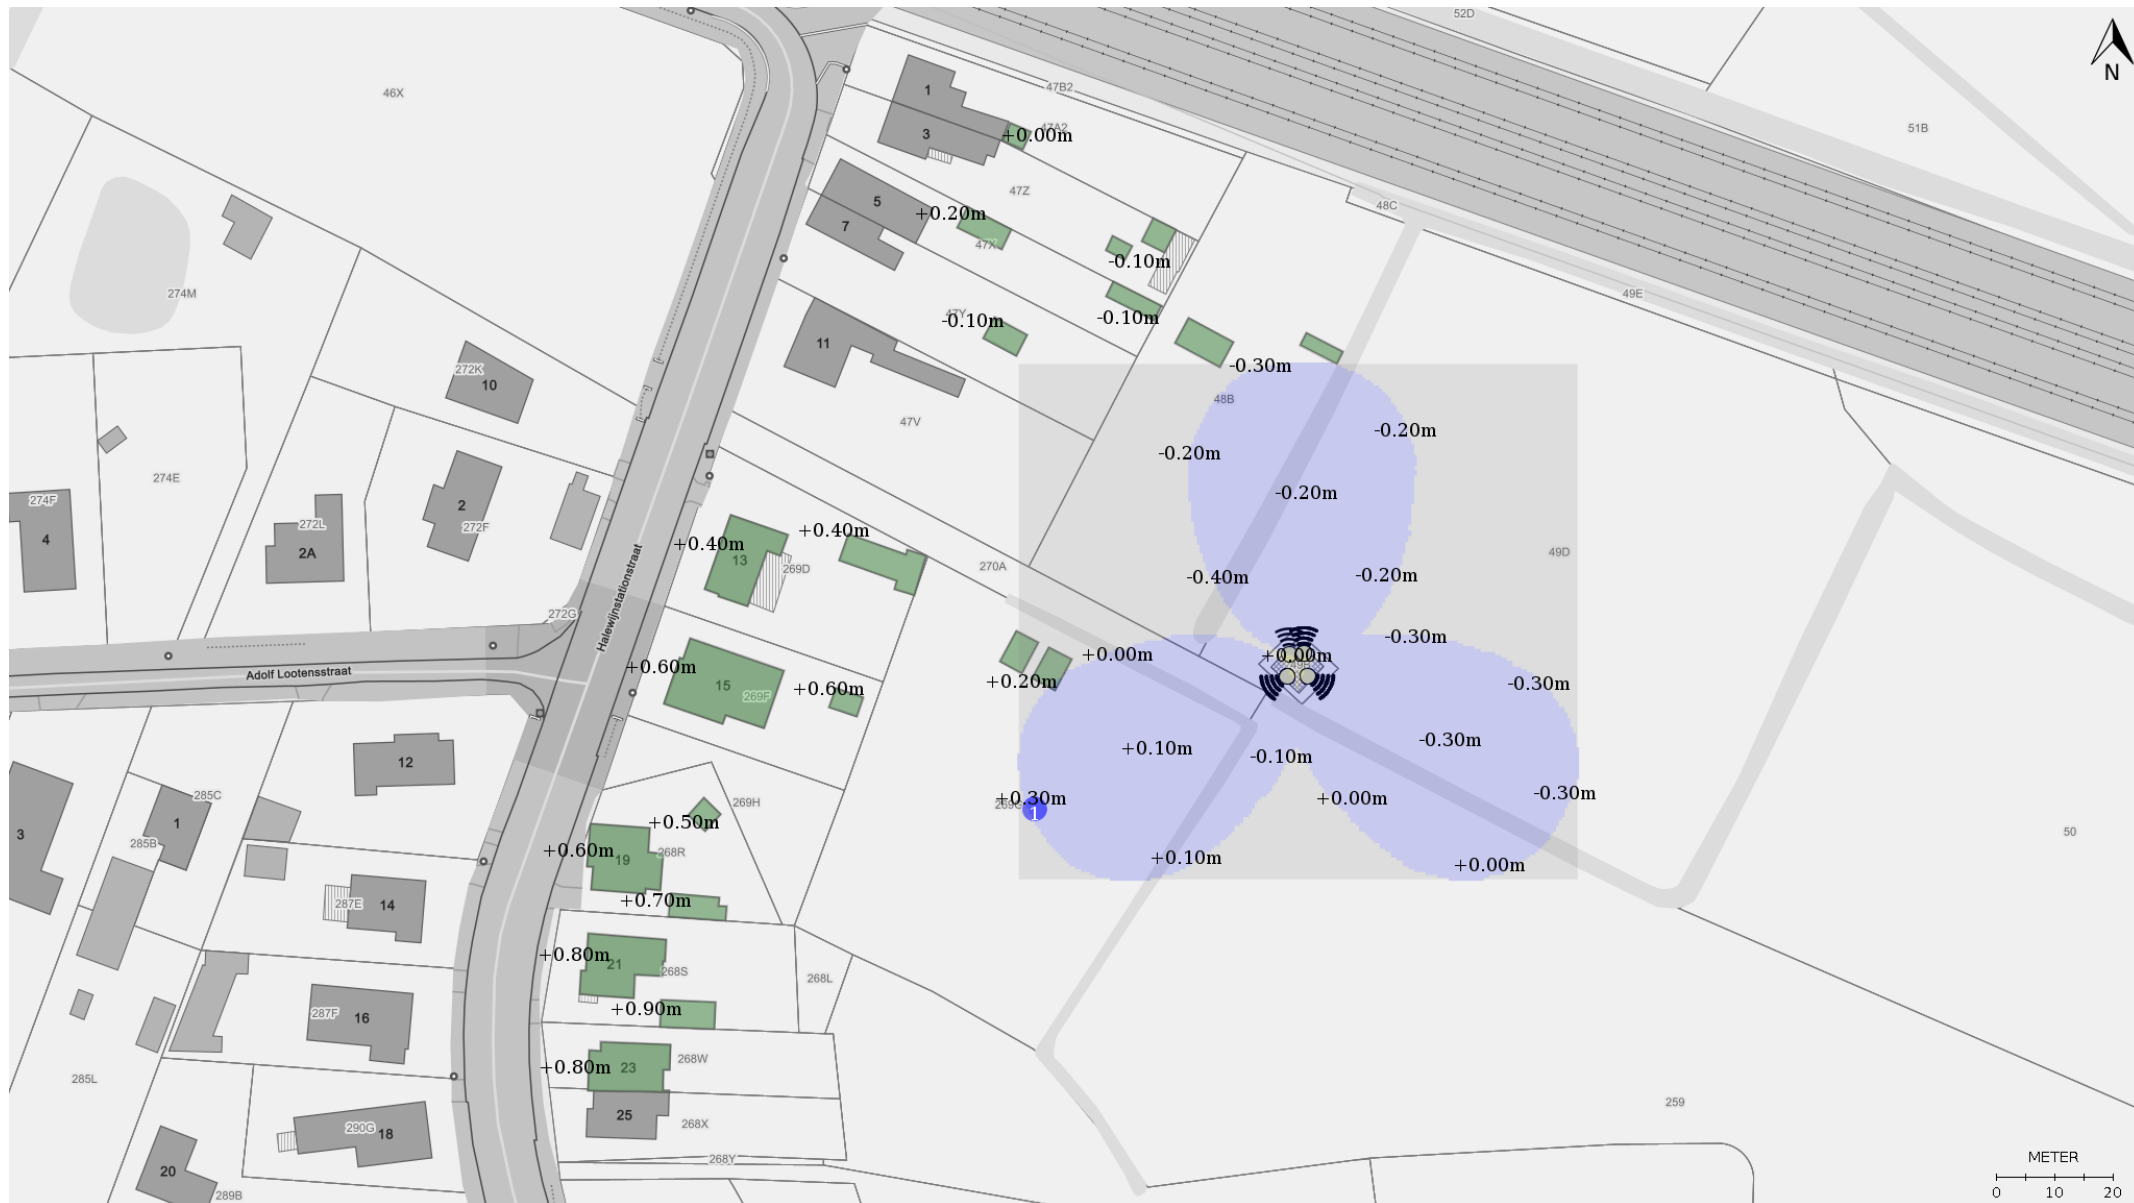 52D
N
46X
1
47B2
47A2
+0.00m
3
51B
47Z
5
+0.20m
7
47X
48C
-0.10m
274M
49E
47Y
-0.10m
-0.10m
11
-0.30m
272K
10
48B
47V
-0.20m
-0.20m
274E
-0.20m
274F
4
2
272F
272L
2A
+0.40m
+0.40m
13
269D
270A
49D
-0.40m
-0.20m
272G
Halewijnstationstraat
-0.30m
+0.00m
+0.00m
+0.60m
Adolf Lootensstraat
15
269F
+0.60m
+0.20m
-0.30m
+0.10m
-0.10m
-0.30m
12
285C
269H
+0.30m
1
+0.00m
-0.30m
1
3
285B
+0.50m
+0.60m
19
268R
+0.10m
+0.00m
50
287E
14
+0.70m
+0.80m
21
268S
268L
+0.90m
287F
16
+0.80m
23
268W
285L
259
25
268X
290G
18
268Y
METER
0 10 20
20
289B